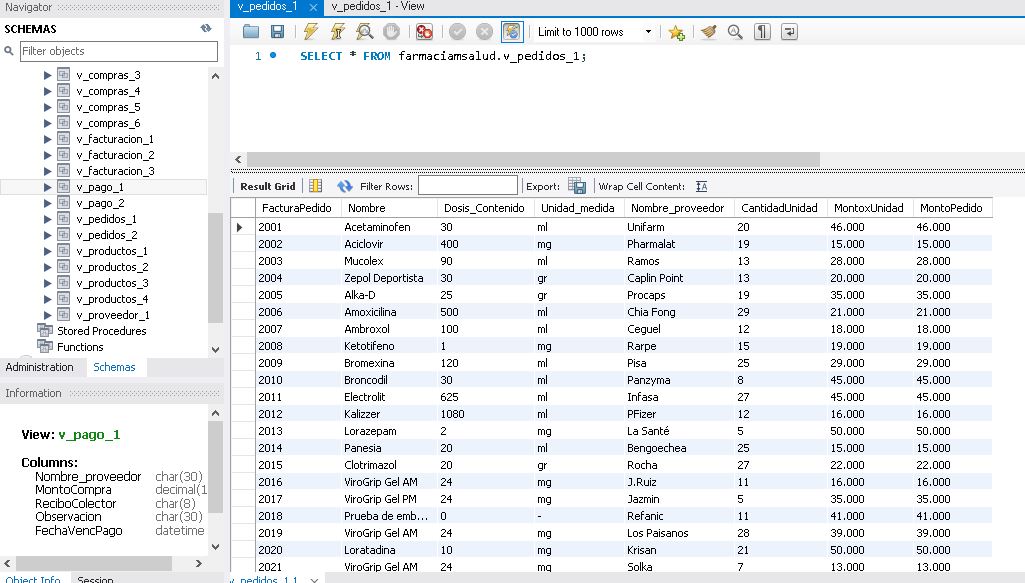 Navigator
SCHEMAS
Filter objects
v_compras_3
v_compras_4
v_compras_5
v_compras_6
v_facturacion_1
v_facturacion_2
v_facturacion_3
v_pago_1
v_pago_2
v_pedidos_1
v_pedidos_2
v_productos_1
v_productos_2
v_productos_3
v_productos_4
v_proveedor_1
Stored Procedures
Functions
Administration Schemas
Information
View: v_pago_1
Columns:
Nombre_proveedor char(30)
MontoCompra decimal(1
ReciboColector char(8)
Observacion char(30)
FechaVencPago datetime
Object Info Session
v_pedidos_1 v_pedidos_1 - View
Limit to 1000 rows
1 SELECT * FROM farmaciamsalud.v_pedidos_1;
Result Grid Filter Rows: Export: Wrap Cell Content: IA
FacturaPedido Nombre Dosis_Contenido Unidad_medida Nombre_proveedor CantidadUnidad MontoxUnidad MontoPedido
2001 Acetaminofen 30 ml Unifarm 20 46.000 46.000
2002 Aciclovir 400 mg Pharmalat 19 15.000 15.000
2003 Mucolex 90 ml Ramos 13 28.000 28.000
2004 Zepol Deportista 30 gr Caplin Point 13 20.000 20.000
2005 Alka-D 25 gr Procaps 19 35.000 35.000
2006 Amoxicilina 500 ml Chia Fong 29 21.000 21.000
2007 Ambroxol 100 ml Ceguel 12 18.000 18.000
2008 Ketotifeno 1 mg Rarpe 15 19.000 19.000
2009 Bromexina 120 ml Pisa 25 29.000 29.000
2010 Broncodil 30 ml Panzyma 8 45.000 45.000
2011 Electrolit 625 ml Infasa 27 45.000 45.000
2012 Kalizzer 1080 ml PFizer 12 16.000 16.000
2013 Lorazepam 2 mg La Santé 5 50.000 50.000
2014 Panesia 20 ml Bengoechea 25 15.000 15.000
2015 Clotrimazol 20 gr Rocha 27 22.000 22.000
2016 ViroGrip Gel AM 24 mg J.Ruiz 11 16.000 16.000
2017 ViroGrip Gel PM 24 mg Jazmin 5 35.000 35.000
2018 Prueba de emb... 0 - Refanic 11 41.000 41.000
2019 ViroGrip Gel AM 24 mg Los Paisanos 28 39.000 39.000
2020 Loratadina 10 mg Krisan 21 50.000 50.000
2021 ViroGrip Gel AM 24 mg Solka 7 13.000 13.000
v_pedidos_1 1